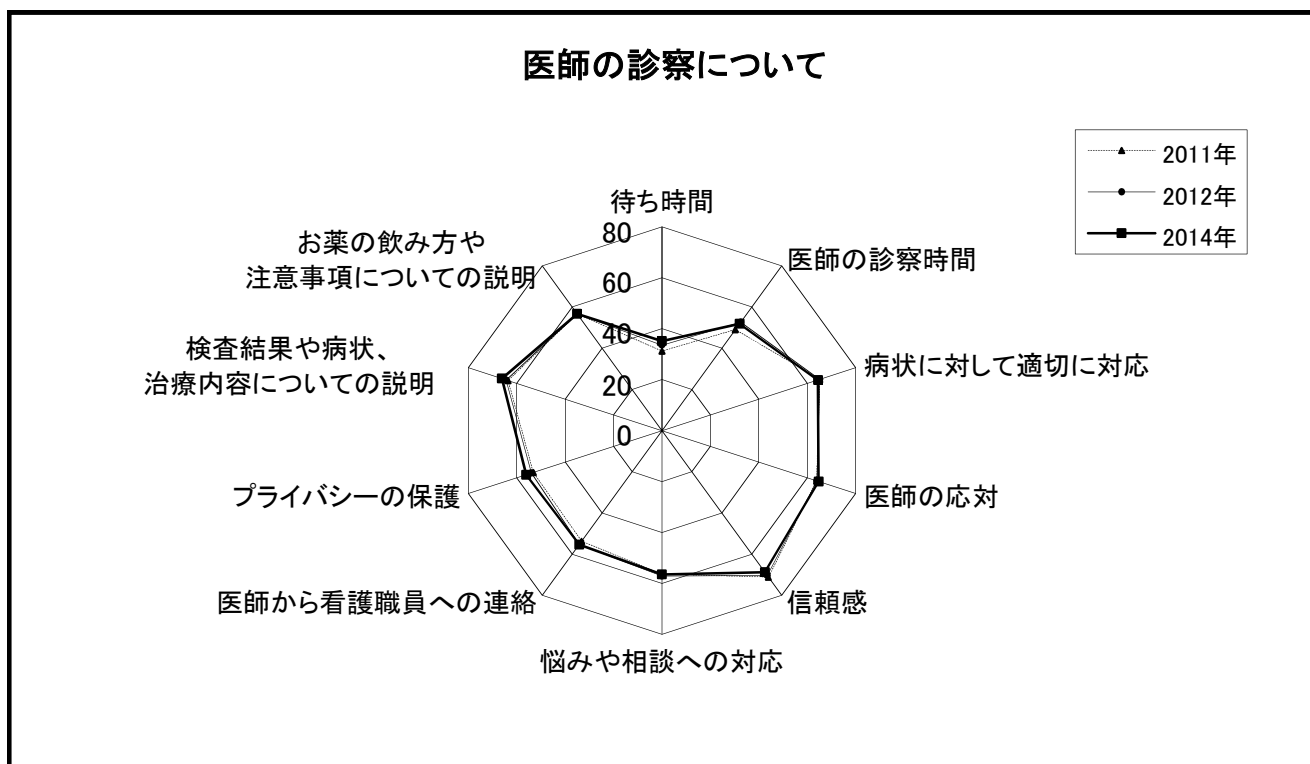 医師の診察について
2011年
2012年
2014年
待ち時間
医師の診察時間
病状に対して適切に対応
医師の応対
信頼感
悩みや相談への対応
医師から看護職員への連絡
プライバシーの保護
検査結果や病状、
治療内容についての説明
お薬の飲み方や
注意事項についての説明
80
60
40
20
0